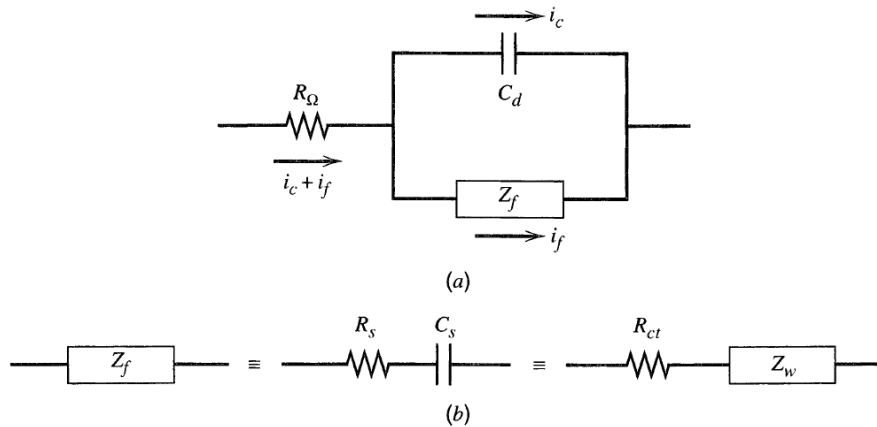 i_c
C_d
R_Ω
i_c + i_f
Z_f
i_f
(a)
Z_f ≡ R_s C_s ≡ R_ct Z_w
(b)